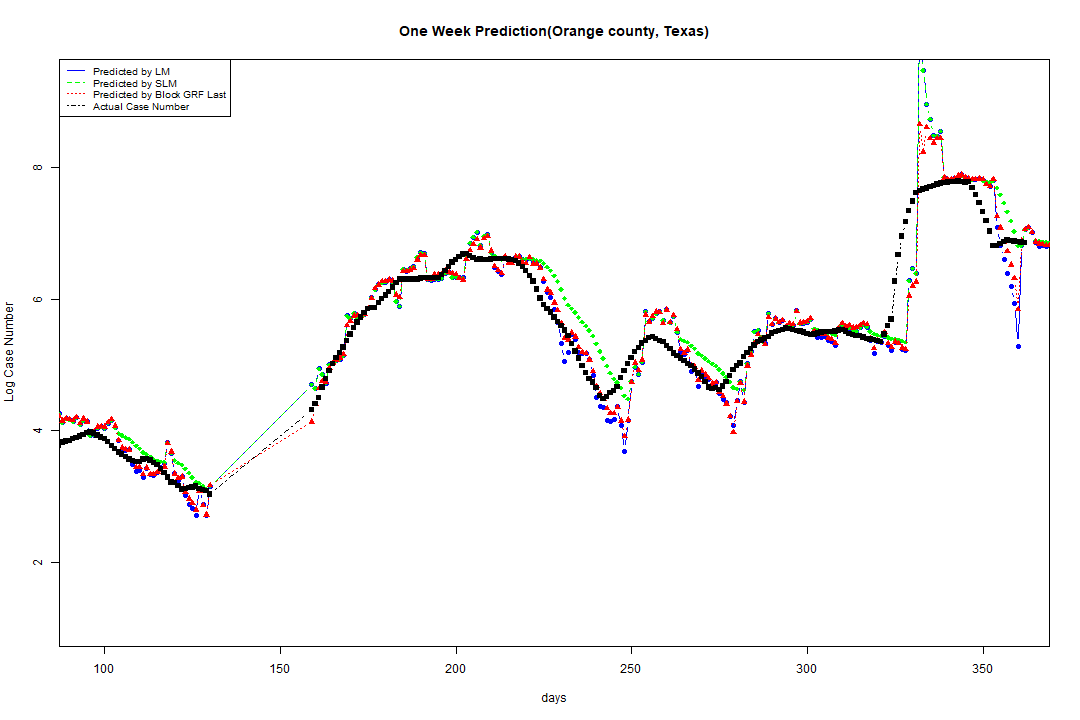 One Week Prediction(Orange county, Texas)
Predicted by LM
Predicted by SLM
Predicted by Block GRF Last
Actual Case Number
8
6
4
2
Log Case Number
100 150 200 250 300 350
days